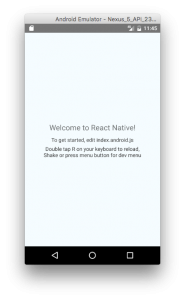 Android Emulator - Nexus_5_API_23...
11:45
Welcome to React Native!
To get started, edit index.android.js
Double tap R on your keyboard to reload,
Shake or press menu button for dev menu